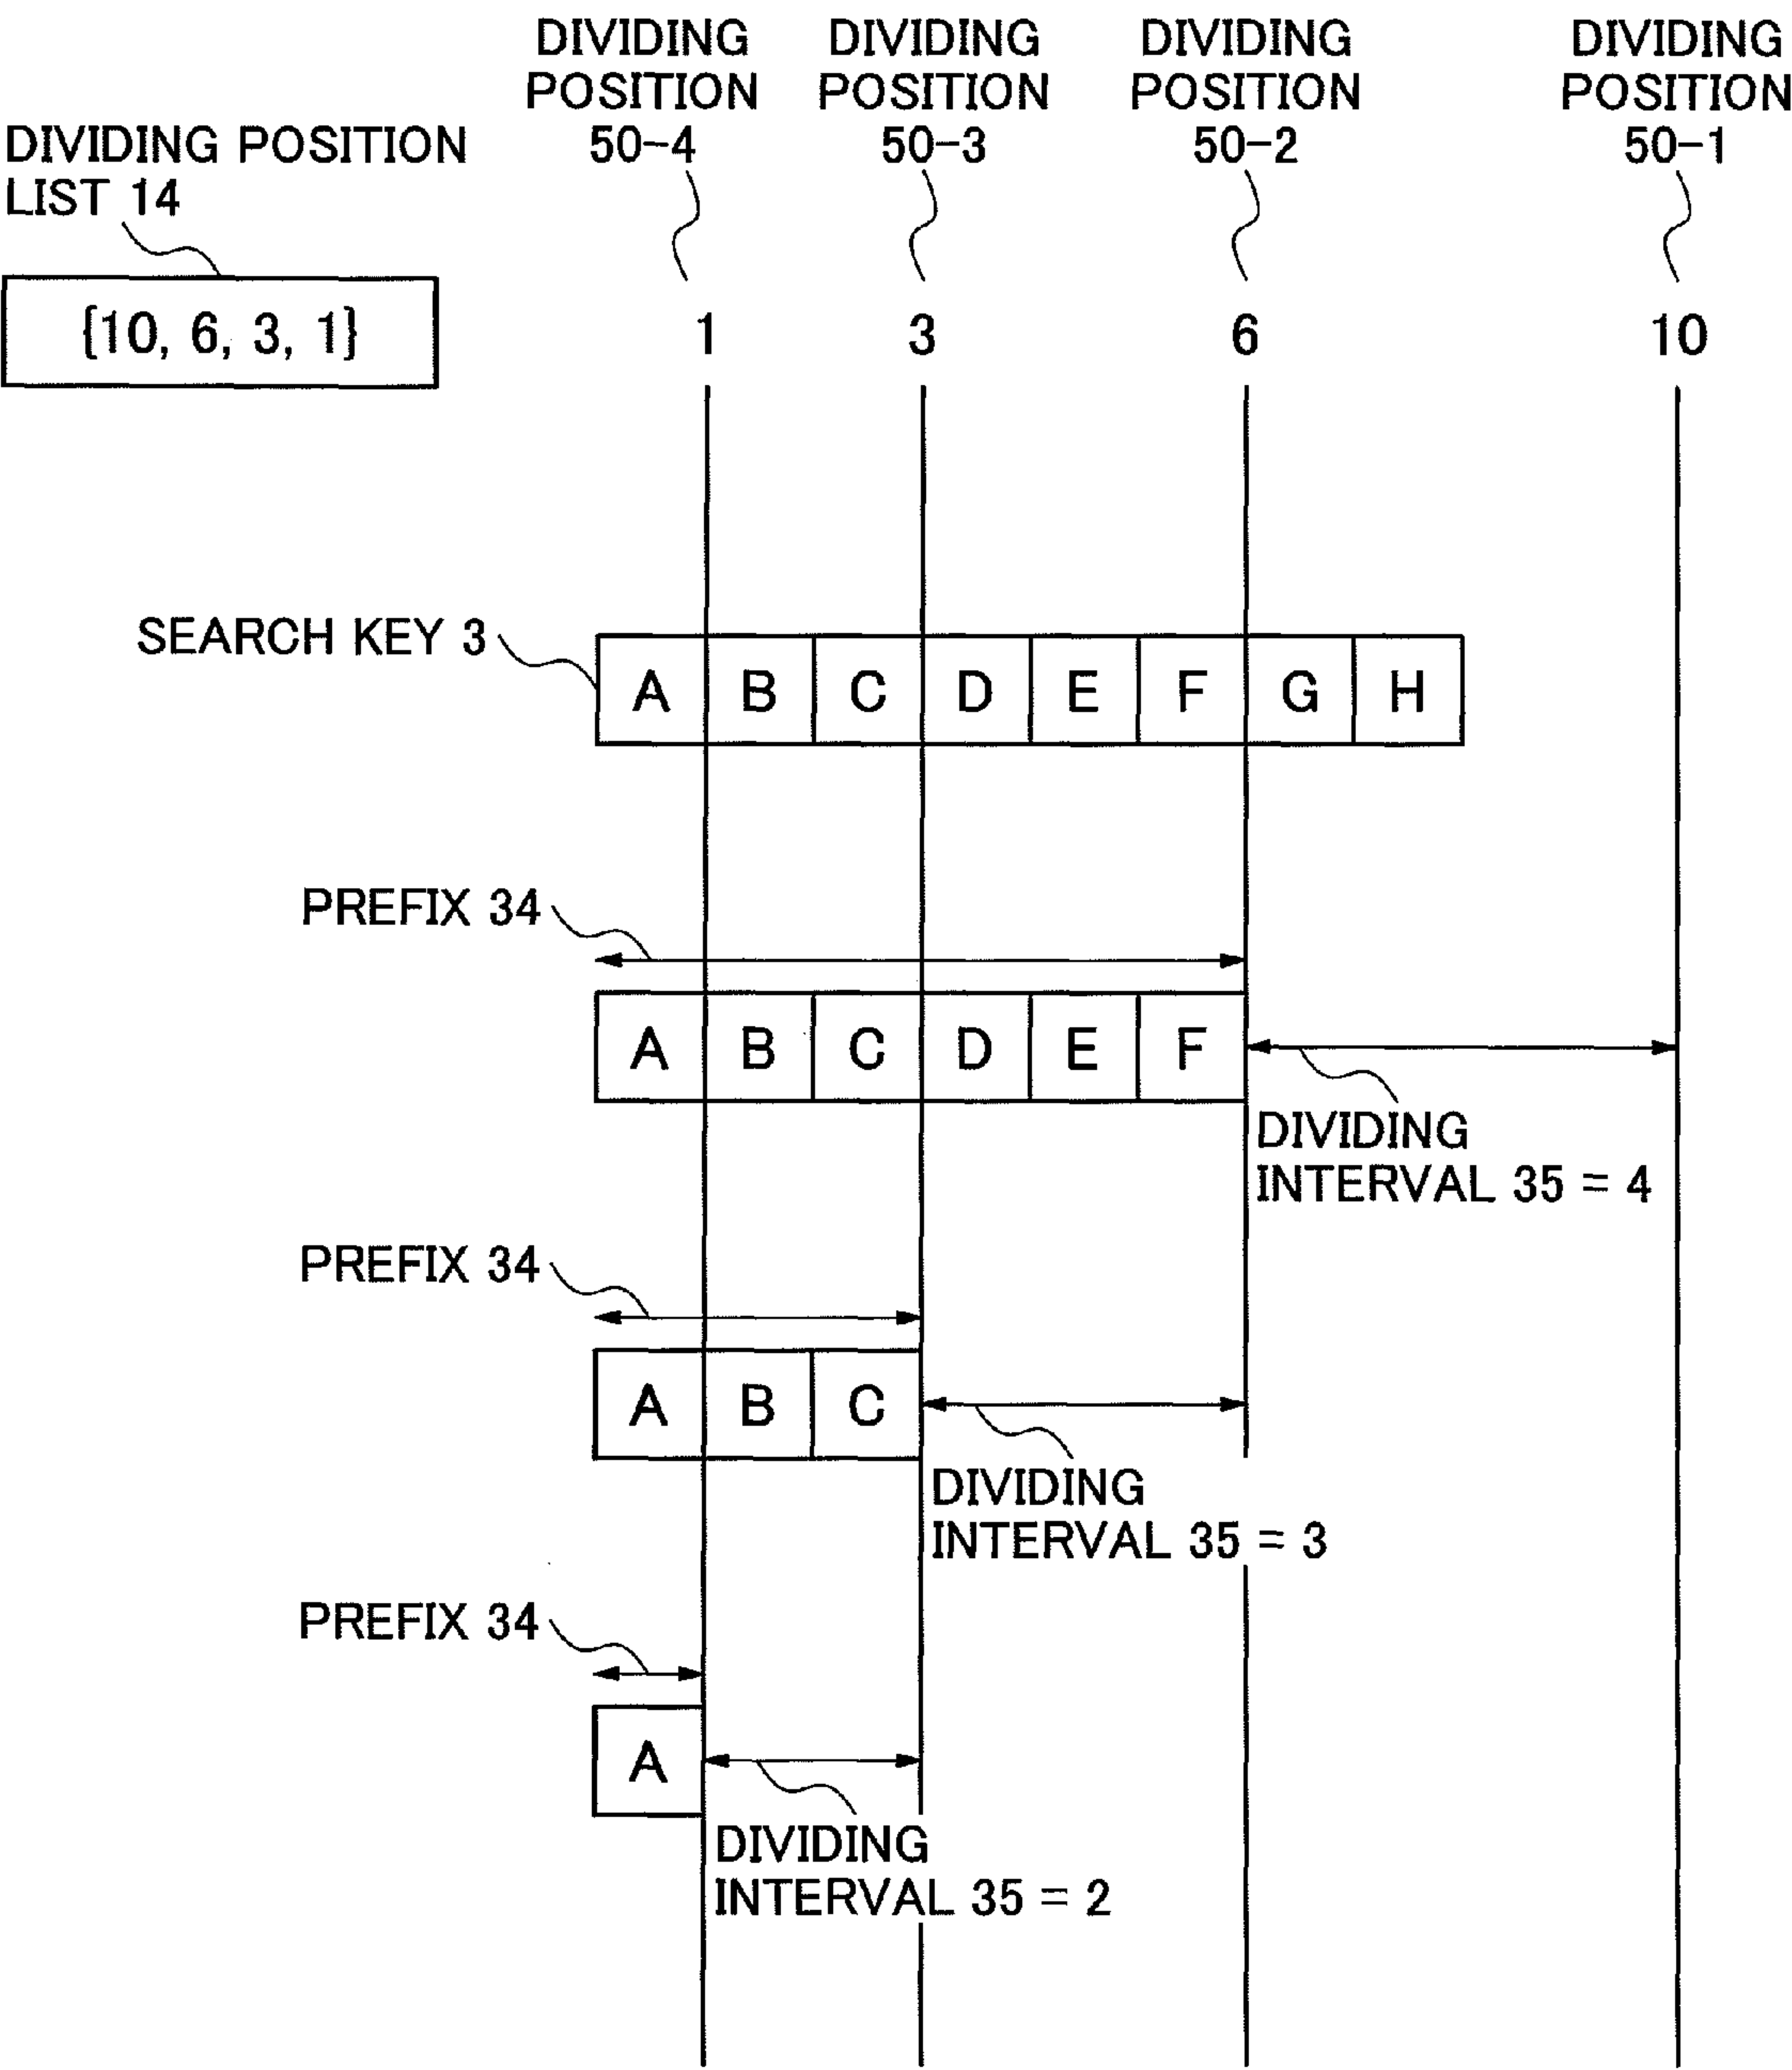 DIVIDING POSITION 50-4
DIVIDING POSITION 50-3
DIVIDING POSITION 50-2
DIVIDING POSITION 50-1
DIVIDING POSITION
LIST 14
{10, 6, 3, 1}
1 3 6 10
SEARCH KEY 3
A B C D E F G H
PREFIX 34
A B C D E F
DIVIDING
INTERVAL 35 = 4
PREFIX 34
A B C
DIVIDING
INTERVAL 35 = 3
PREFIX 34
A
DIVIDING
INTERVAL 35 = 2